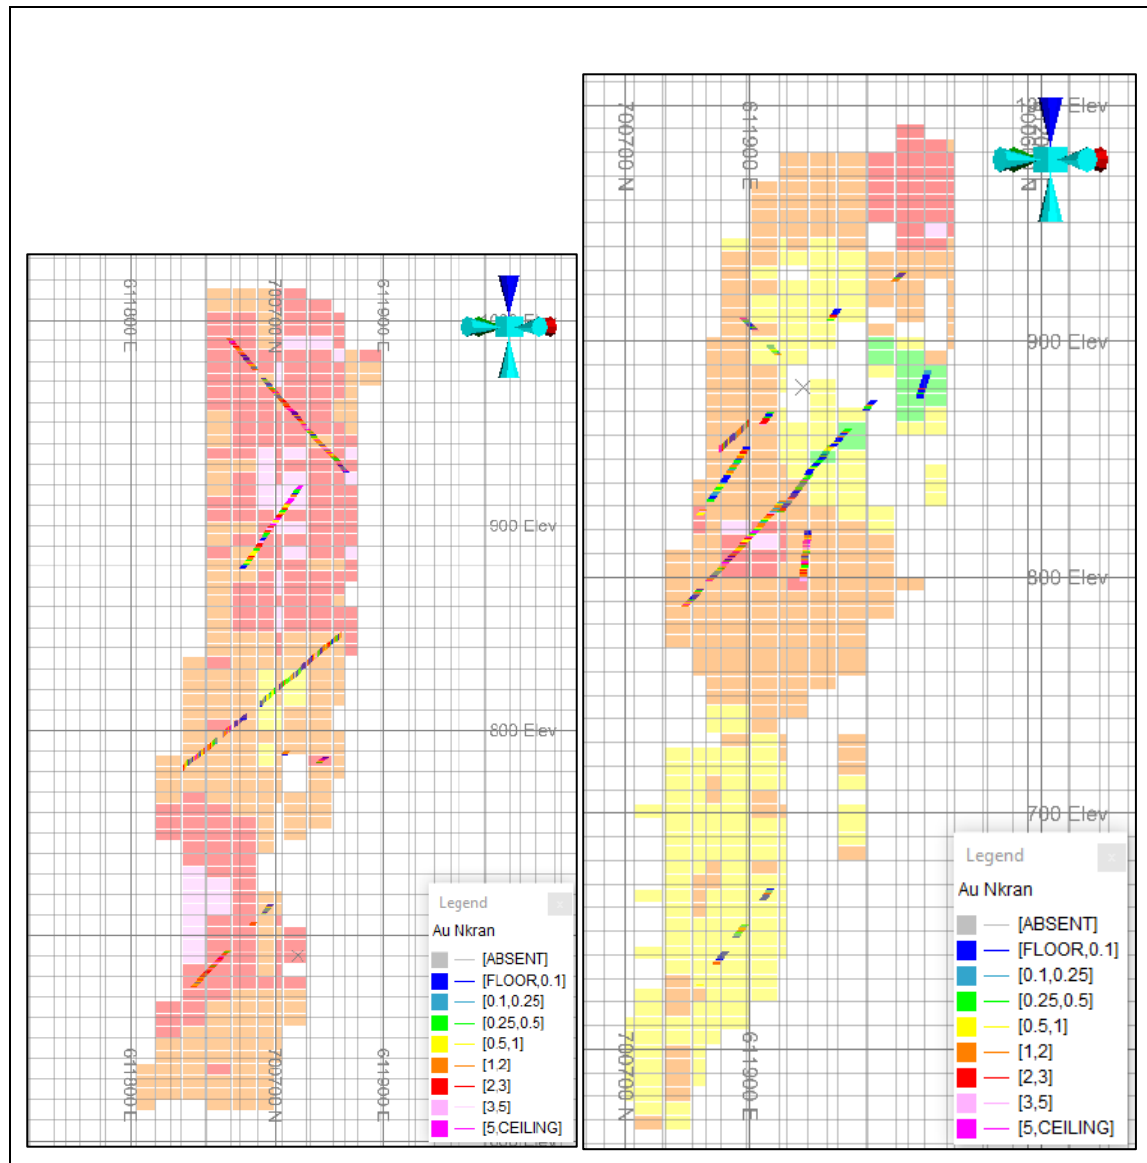 611800 E
700700 N
611900 E
900 Elev
800 Elev
611800 E
700700 N
611900 E
Legend
x
Au Nkran
[ABSENT]
[FLOOR,0.1]
[0.1,0.25]
[0.25,0.5]
[0.5,1]
[1,2]
[2,3]
[3,5]
[5,CEILING]
700700 N
611900 E
Elev
900 Elev
800 Elev
700 Elev
700700 N
611900 E
Legend
x
Au Nkran
[ABSENT]
[FLOOR,0.1]
[0.1,0.25]
[0.25,0.5]
[0.5,1]
[1,2]
[2,3]
[3,5]
[5,CEILING]